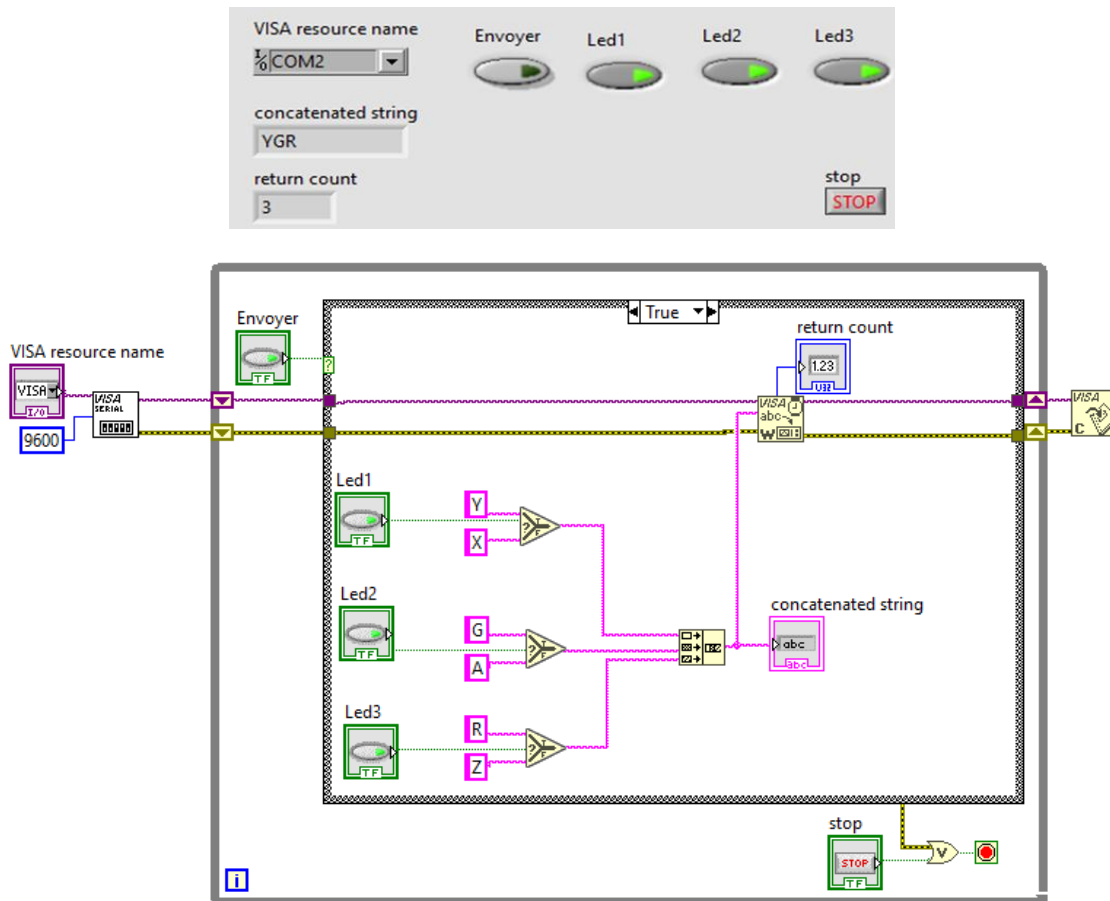 VISA resource name
Envoyer
Led1
Led2
Led3
I/O COM2
concatenated string
YGR
return count
3
stop
STOP
True
Envoyer
TF
return count
1.23
U32
VISA resource name
VISA
I/O
VISA
SERIAL
9600
?
VISA
abc
W
VISA
C
Led1
TF
Y
X
?
T
F
Led2
TF
G
A
?
T
F
concatenated string
abc
abc
Led3
TF
R
Z
?
T
F
stop
STOP
TF
V
i